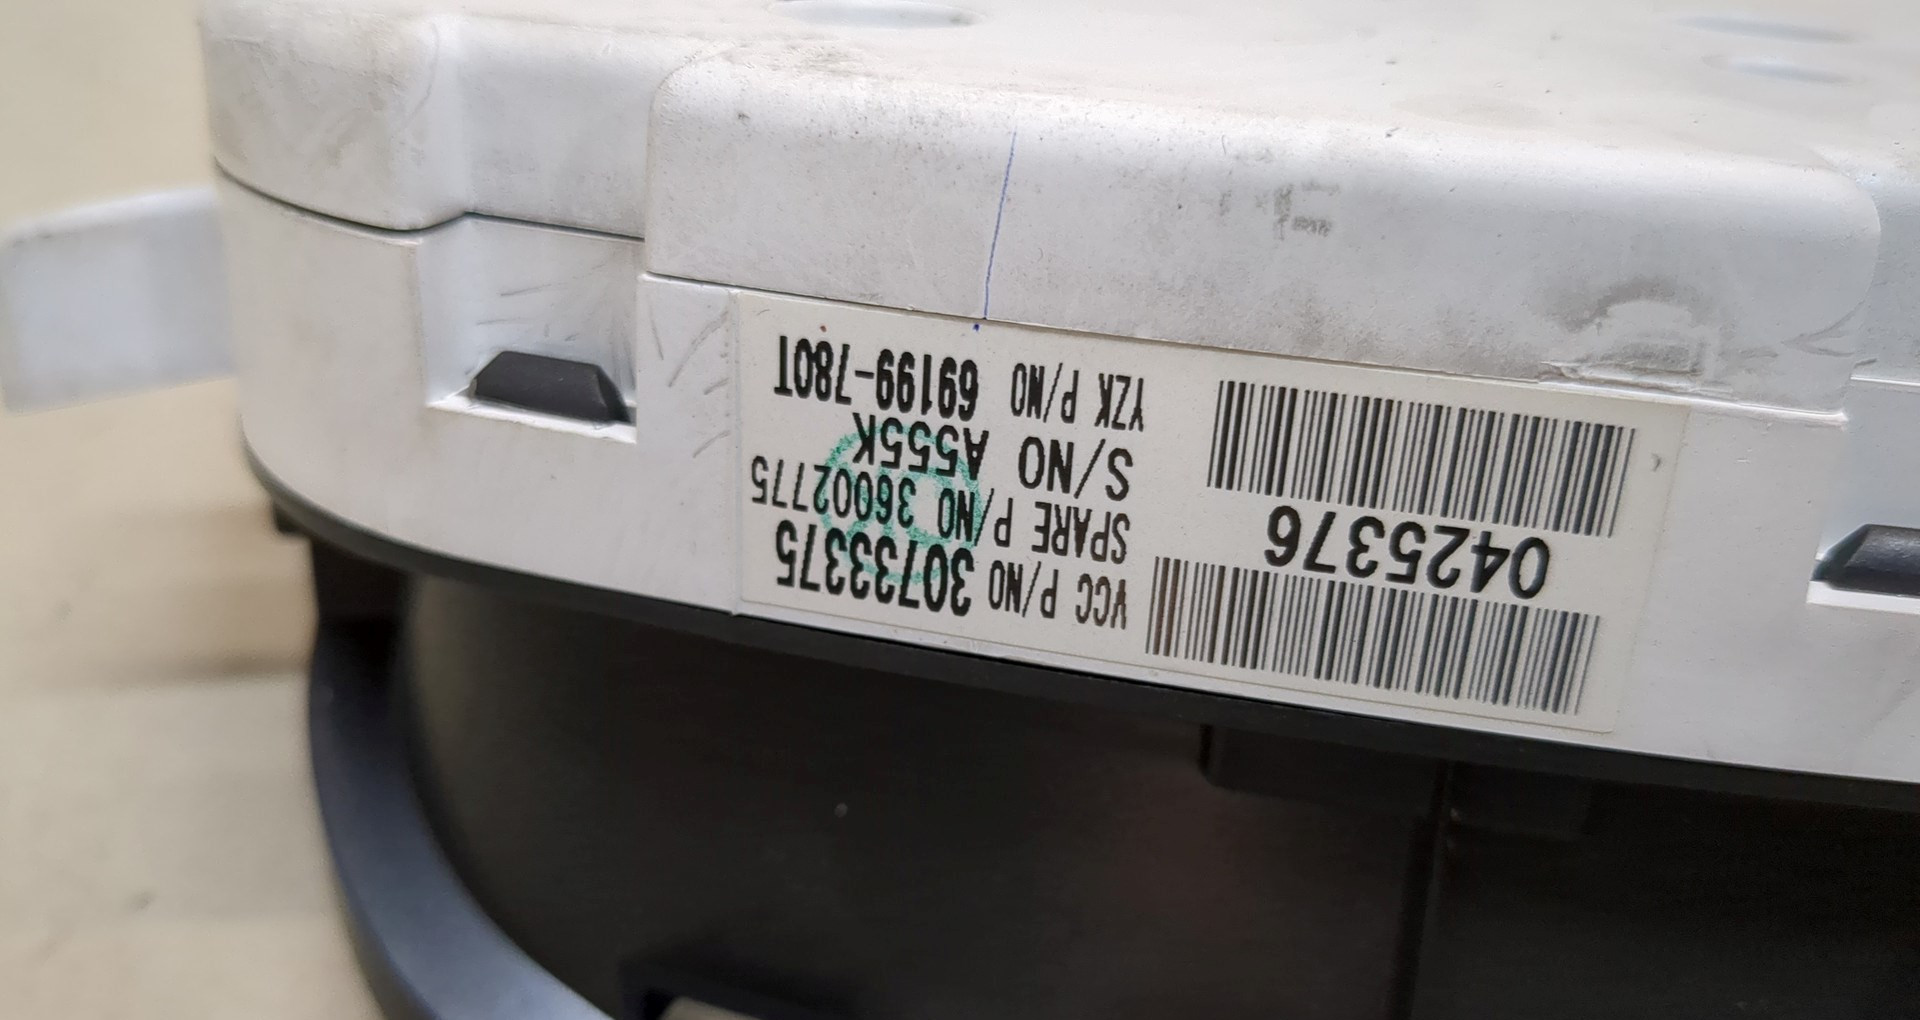 VCC P/NO 30733375
SPARE P/NO 36002775
S/NO A555K
YZK P/NO 69199-780T
0425376